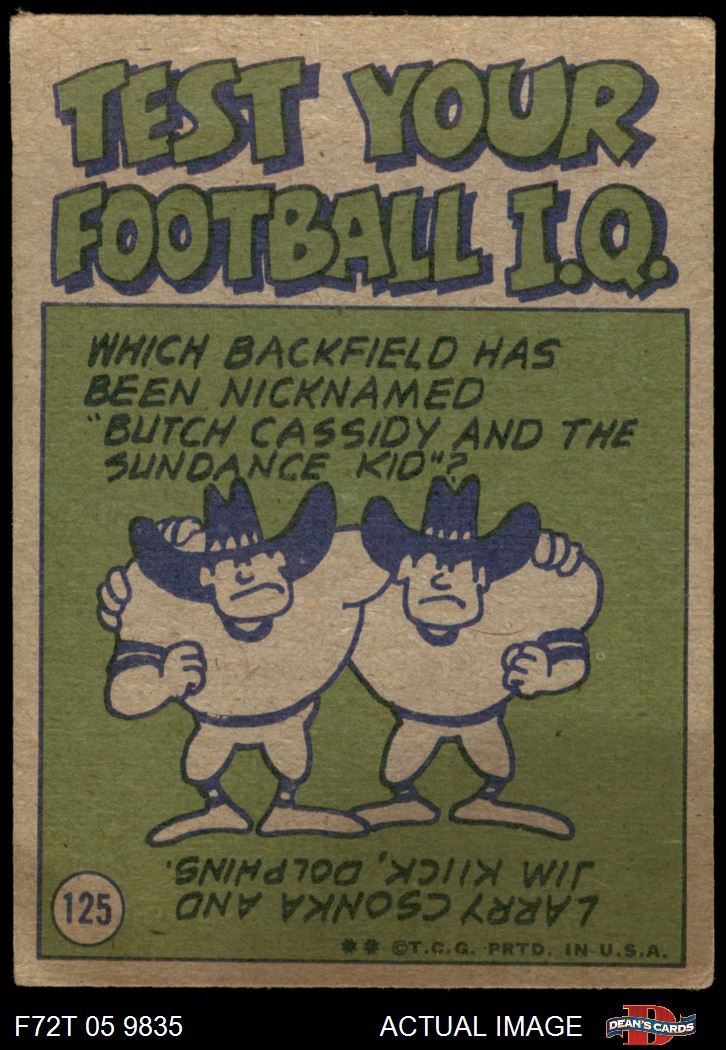 TEST YOUR
FOOTBALL I.Q.
WHICH BACKFIELD HAS
BEEN NICKNAMED
"BUTCH CASSIDY AND THE
SUNDANCE KID"?
LARRY CSONKA AND
JIM KIICK, DOLPHINS.
125
** ©T.C.G. PRTD. IN U.S.A.
F72T 05 9835
ACTUAL IMAGE
D
DEAN'S CARDS